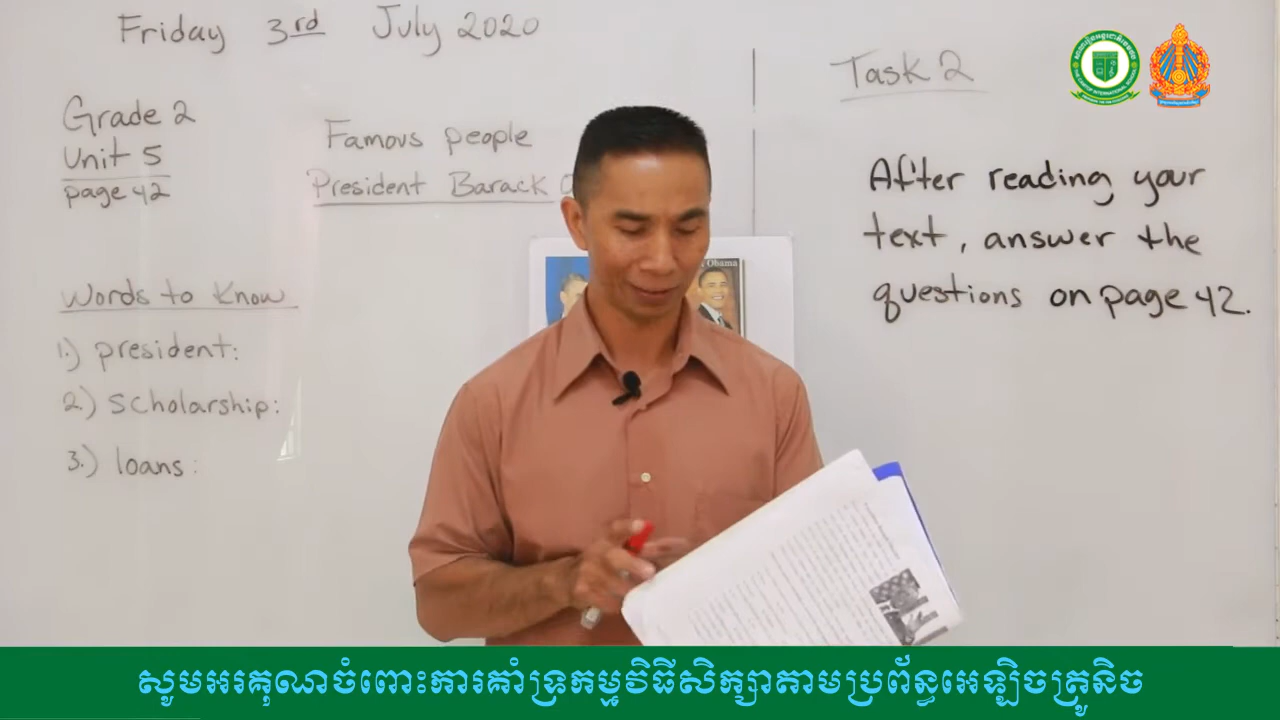 Friday 3rd July 2020
Grade 2
Unit 5
page 42
Famous people
President Barack
Words to Know
1.) president:
2.) scholarship:
3.) loans:
Obama
Task 2
After reading your
text, answer the
questions on page 42.
សូមអរគុណចំពោះការគាំទ្រកម្មវិធីសិក្សាតាមប្រព័ន្ធអេឡិចត្រូនិច